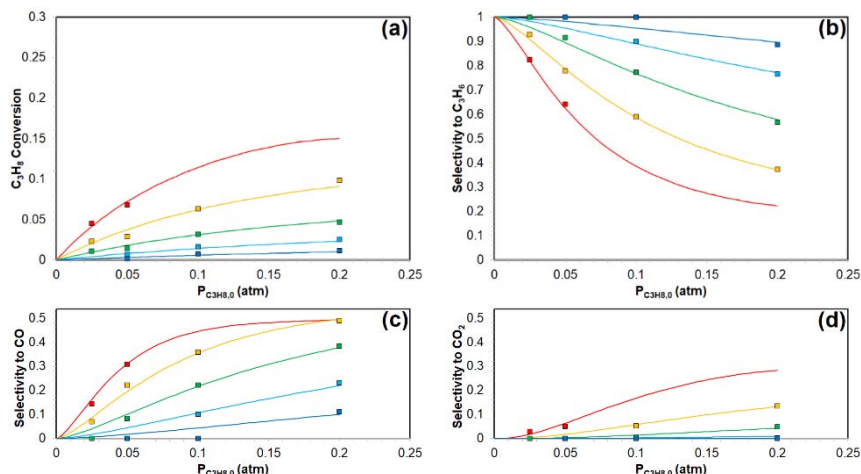 (a)
C3H8 Conversion
0.3
0.25
0.2
0.15
0.1
0.05
0
0 0.05 0.1 0.15 0.2 0.25
PC3H8,0 (atm)
(b)
Selectivity to C3H6
1
0.9
0.8
0.7
0.6
0.5
0.4
0.3
0.2
0.1
0
0 0.05 0.1 0.15 0.2 0.25
PC3H8,0 (atm)
(c)
Selectivity to CO
0.5
0.4
0.3
0.2
0.1
0
0 0.05 0.1 0.15 0.2 0.25
PC3H8,0 (atm)
(d)
Selectivity to CO2
0.5
0.4
0.3
0.2
0.1
0
0 0.05 0.1 0.15 0.2 0.25
PC3H8,0 (atm)